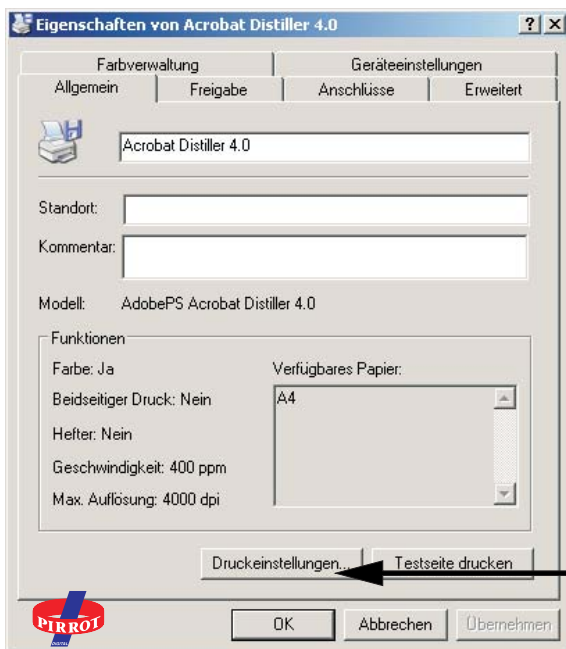 Eigenschaften von Acrobat Distiller 4.0
Farbverwaltung Geräteeinstellungen
Allgemein Freigabe Anschlüsse Erweitert
Acrobat Distiller 4.0
Standort:
Kommentar:
Modell: AdobePS Acrobat Distiller 4.0
Funktionen
Farbe: Ja Verfügbares Papier:
Beidseitiger Druck: Nein A4
Hefter: Nein
Geschwindigkeit: 400 ppm
Max. Auflösung: 4000 dpi
Druckeinstellungen... Testseite drucken
PIRROT
DIGITAL
OK Abbrechen Übernehmen